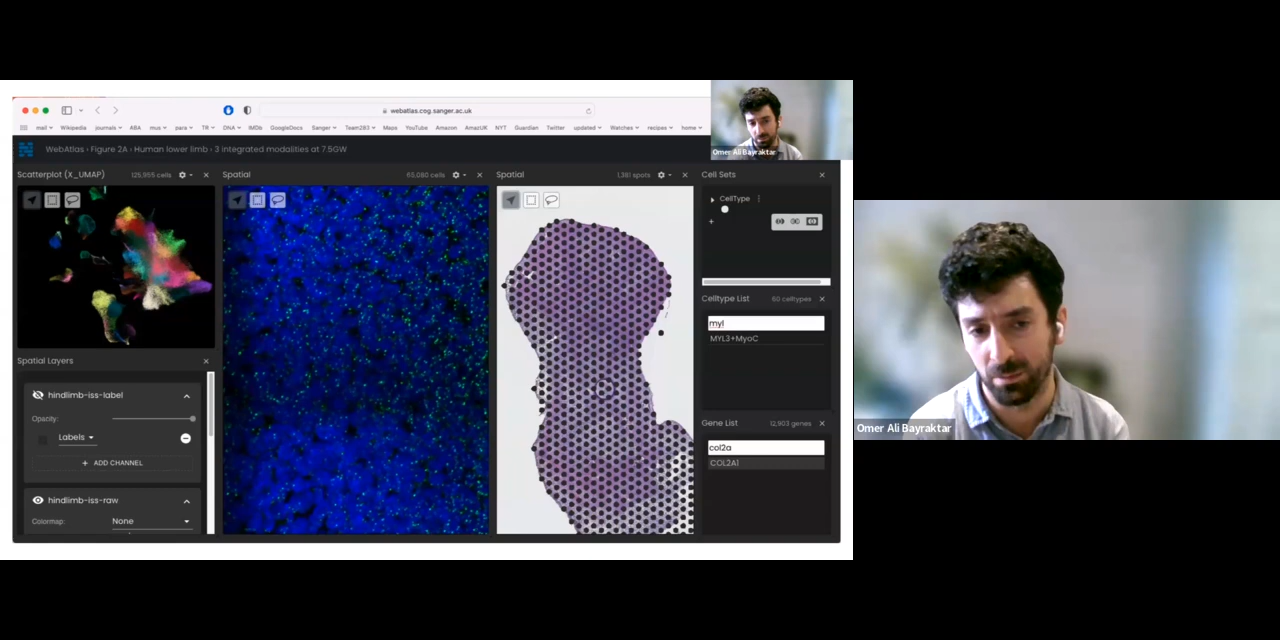 webatlas.cog.sanger.ac.uk
mail Wikipedia journals ABA mus para TR DNA IMDb GoogleDocs Sanger Team283 Maps YouTube Amazon AmazUK NYT Guardian Twitter updated Watches recipes home
WebAtlas › Figure 2A › Human lower limb › 3 integrated modalities at 7.5GW
Omer Ali Bayraktar
Scatterplot (X_UMAP) 125,955 cells
Spatial 65,080 cells
Spatial 1,381 spots
Cell Sets
CellType
Celltype List 60 celltypes
myl
MYL3+MyoC
Spatial Layers
hindlimb-iss-label
Opacity:
Labels
+ ADD CHANNEL
hindlimb-iss-raw
Colormap: None
Gene List 12,903 genes
col2a
COL2A1
Omer Ali Bayraktar